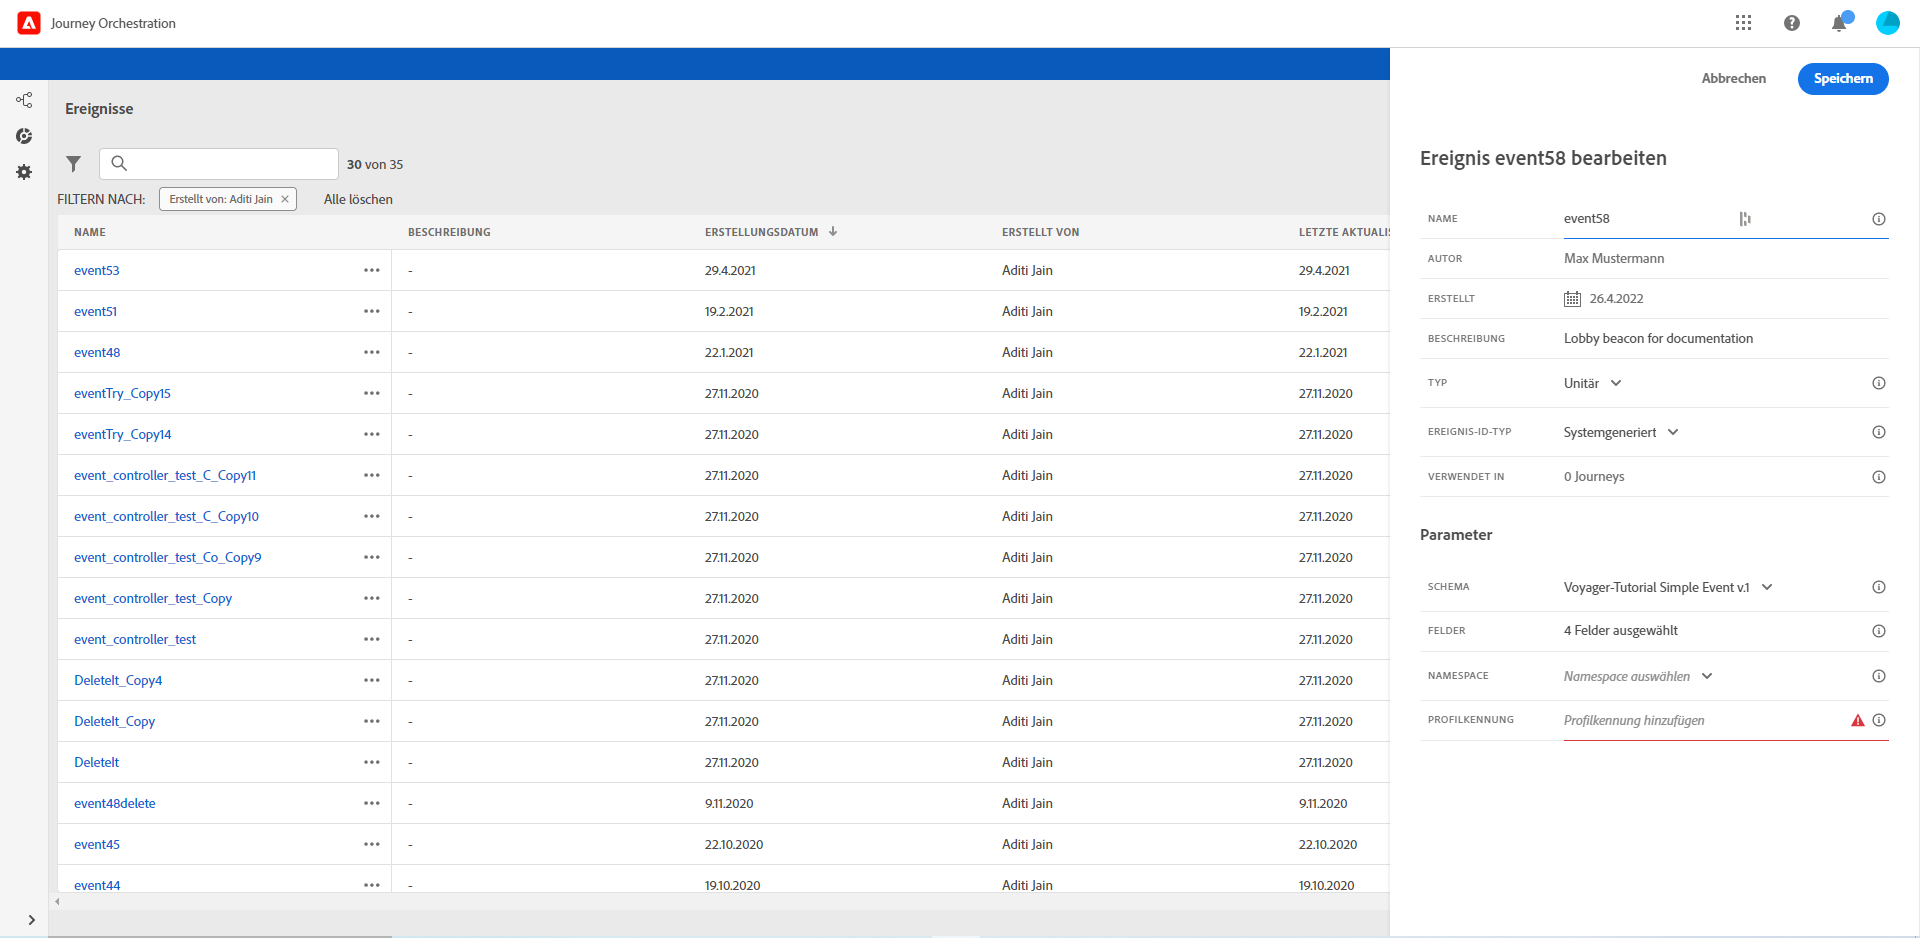 Journey Orchestration
Abbrechen
Speichern
Ereignisse
30 von 35
FILTERN NACH: Erstellt von: Aditi Jain Alle löschen
NAME BESCHREIBUNG ERSTELLUNGSDATUM ERSTELLT VON LETZTE AKTUALIS
event53 - 29.4.2021 Aditi Jain 29.4.2021
event51 - 19.2.2021 Aditi Jain 19.2.2021
event48 - 22.1.2021 Aditi Jain 22.1.2021
eventTry_Copy15 - 27.11.2020 Aditi Jain 27.11.2020
eventTry_Copy14 - 27.11.2020 Aditi Jain 27.11.2020
event_controller_test_C_Copy11 - 27.11.2020 Aditi Jain 27.11.2020
event_controller_test_C_Copy10 - 27.11.2020 Aditi Jain 27.11.2020
event_controller_test_Co_Copy9 - 27.11.2020 Aditi Jain 27.11.2020
event_controller_test_Copy - 27.11.2020 Aditi Jain 27.11.2020
event_controller_test - 27.11.2020 Aditi Jain 27.11.2020
DeleteIt_Copy4 - 27.11.2020 Aditi Jain 27.11.2020
DeleteIt_Copy - 27.11.2020 Aditi Jain 27.11.2020
DeleteIt - 27.11.2020 Aditi Jain 27.11.2020
event48delete - 9.11.2020 Aditi Jain 9.11.2020
event45 - 22.10.2020 Aditi Jain 22.10.2020
event44 - 19.10.2020 Aditi Jain 19.10.2020
Ereignis event58 bearbeiten
NAME event58
AUTOR Max Mustermann
ERSTELLT 26.4.2022
BESCHREIBUNG Lobby beacon for documentation
TYP Unitär
EREIGNIS-ID-TYP Systemgeneriert
VERWENDET IN 0 Journeys
Parameter
SCHEMA Voyager-Tutorial Simple Event v.1
FELDER 4 Felder ausgewählt
NAMESPACE Namespace auswählen
PROFILKENNUNG Profilkennung hinzufügen